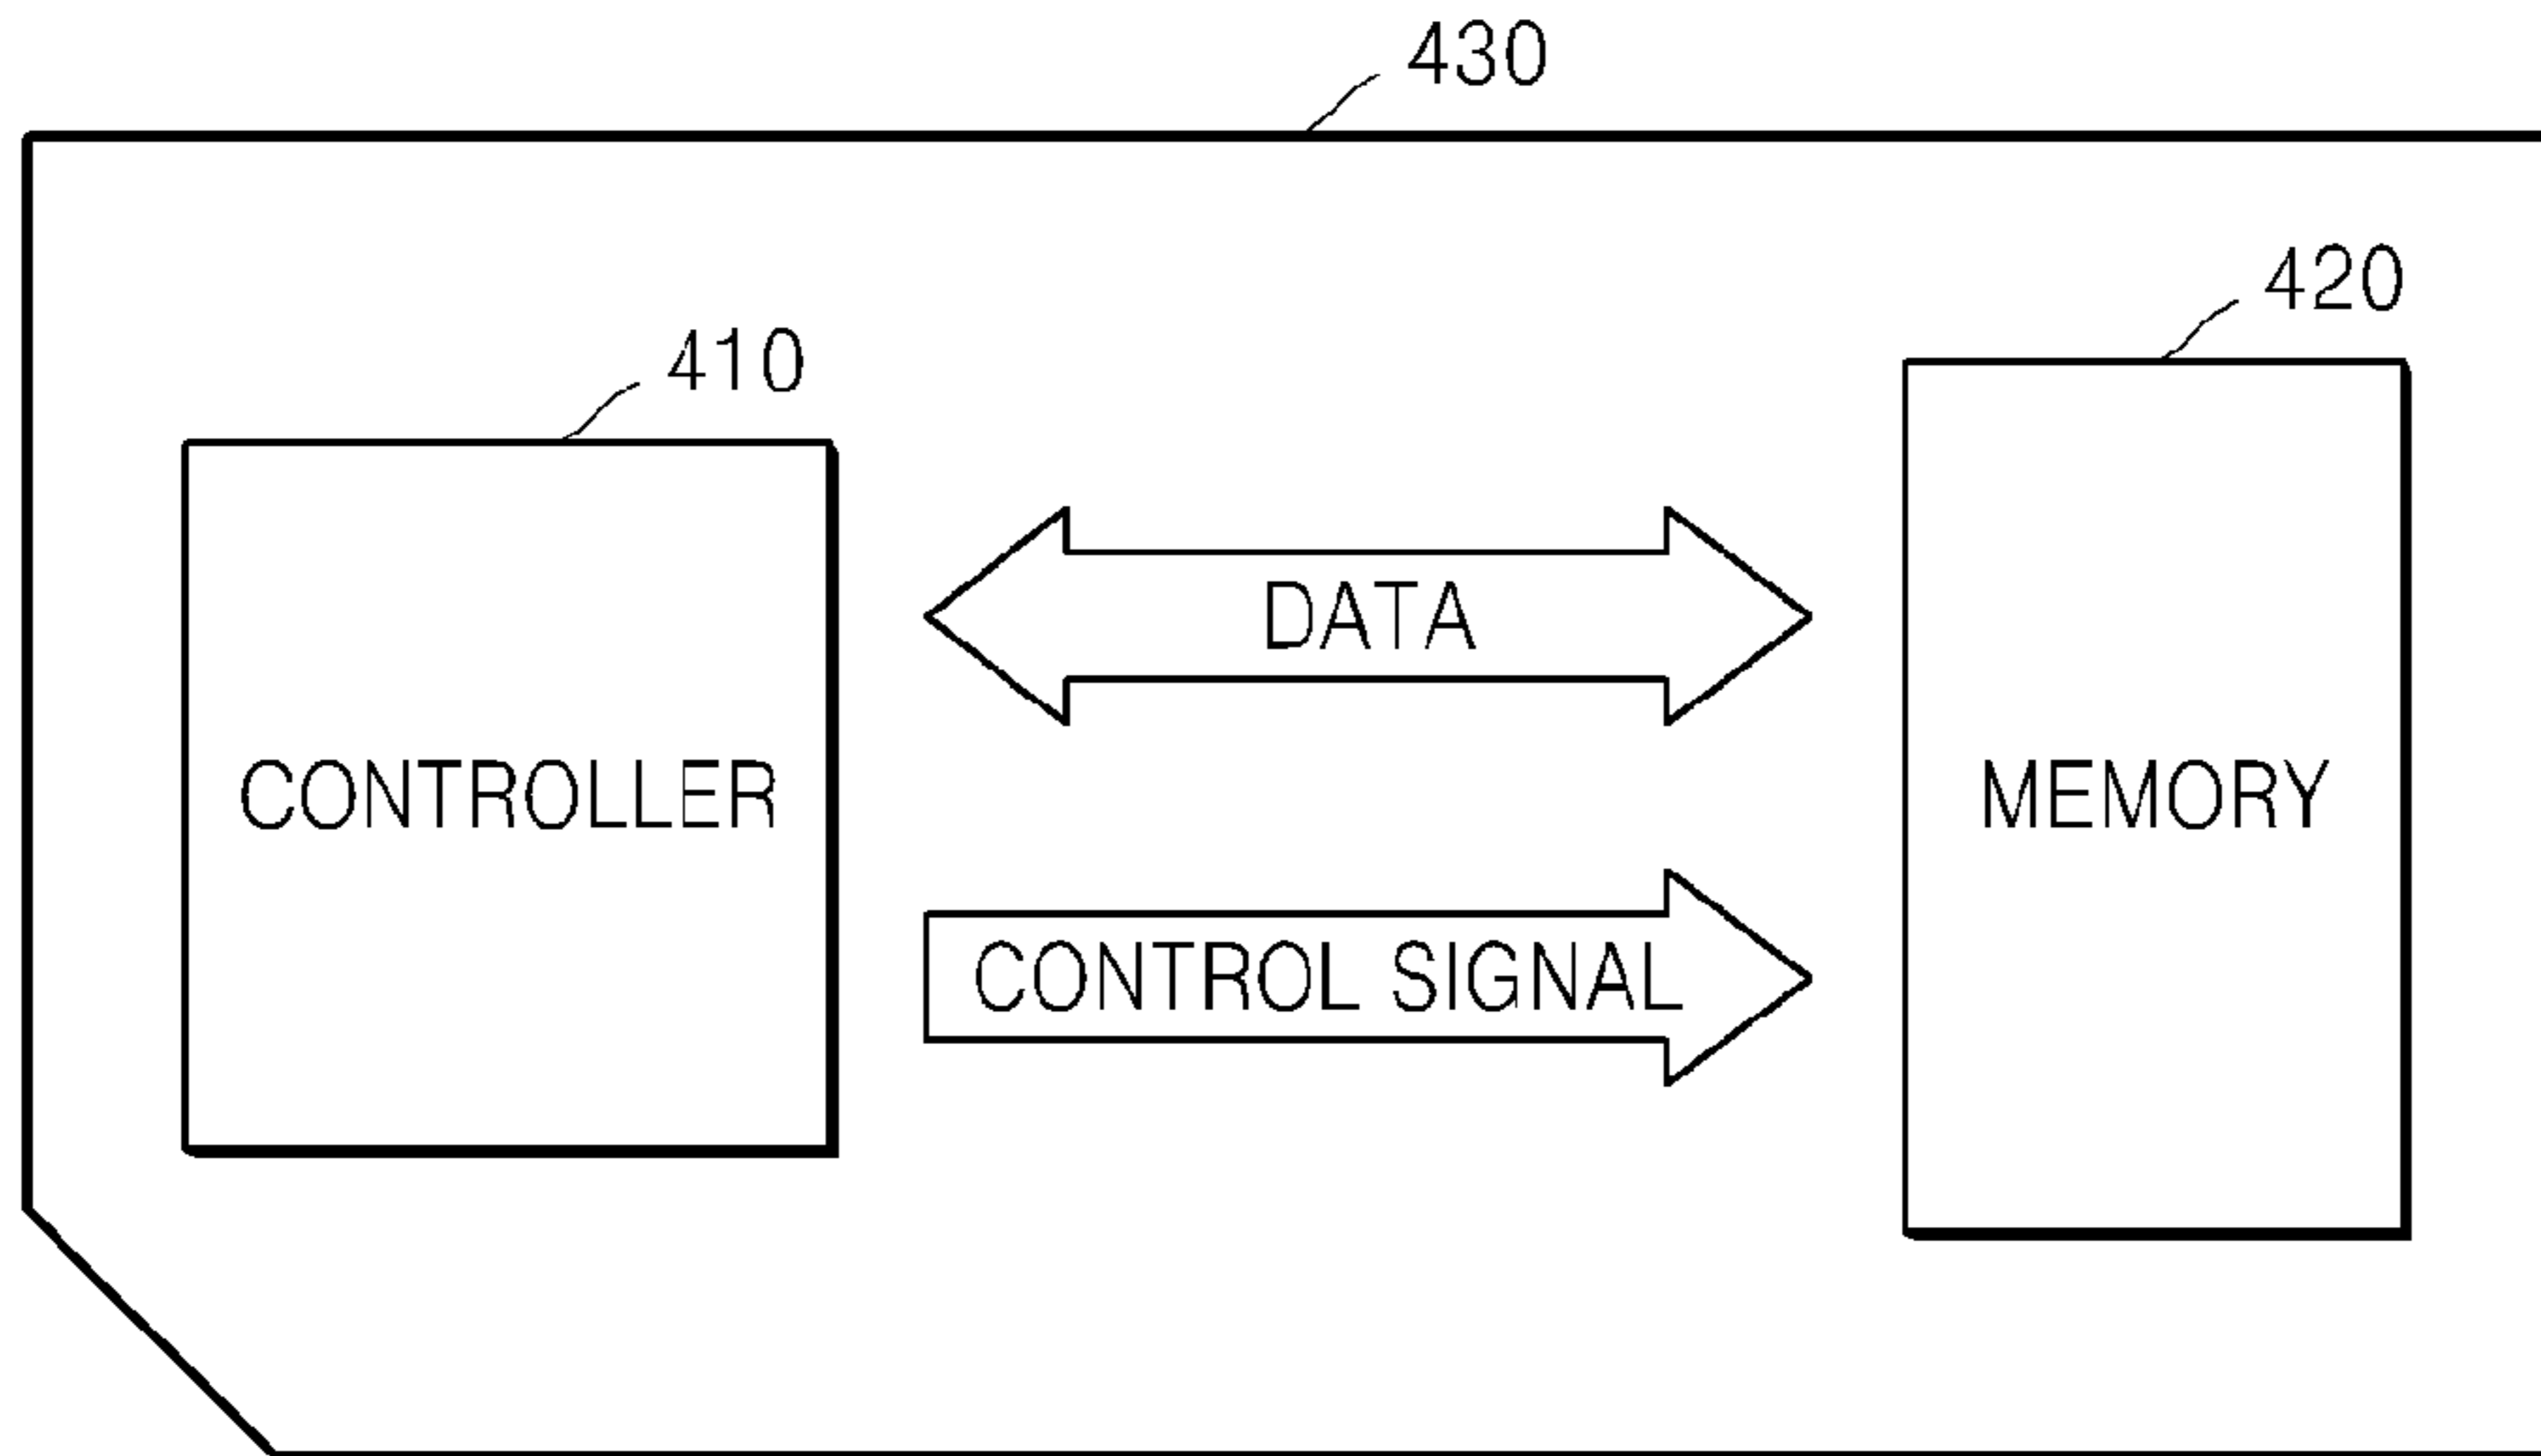 430
420
410
DATA
CONTROLLER
MEMORY
CONTROL SIGNAL